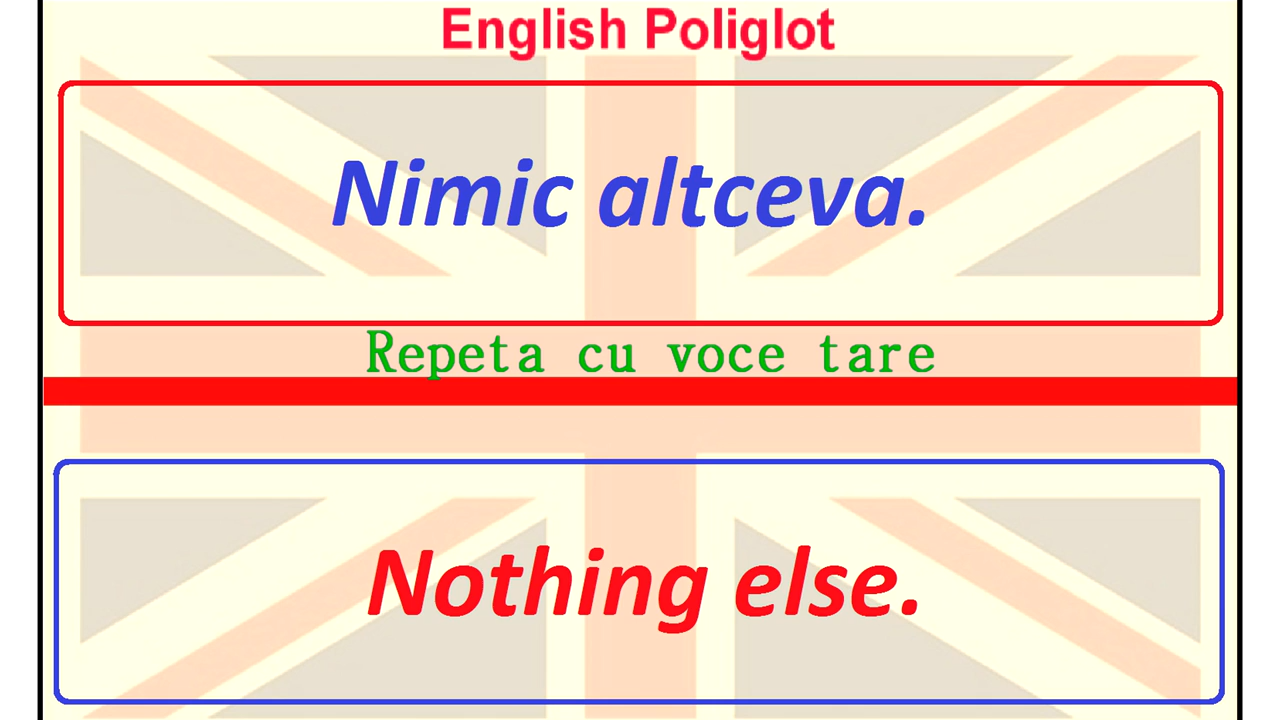 English Poliglot
Nimic altceva.
Repeta cu voce tare
Nothing else.